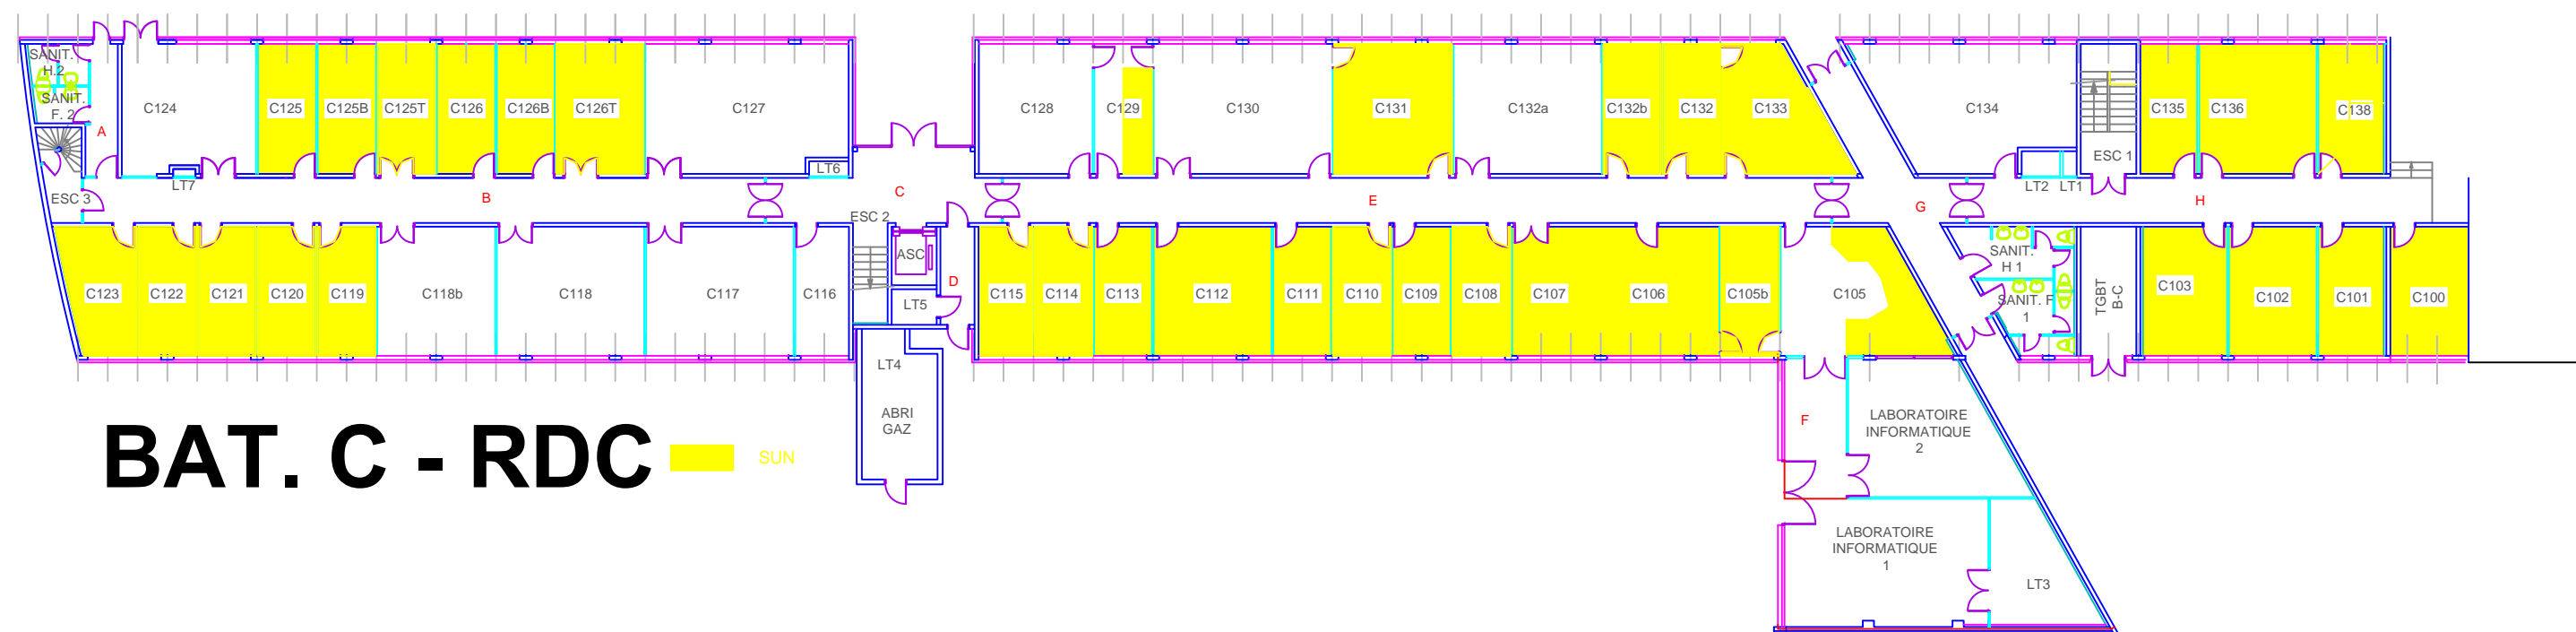 SANIT.
H.2
SANIT.
F. 2
A
C124
C125
C125B
C125T
C126
C126B
C126T
C127
C128
C129
C130
C131
C132a
C132b
C132
C133
C134
C135
C136
C138
ESC 1
LT7
LT6
LT2
LT1
ESC 3
B
C
ESC 2
E
G
H
ASC
D
LT5
C123
C122
C121
C120
C119
C118b
C118
C117
C116
C115
C114
C113
C112
C111
C110
C109
C108
C107
C106
C105b
C105
SANIT.
H 1
SANIT. F
1
TGBT
B-C
C103
C102
C101
C100
LT4
ABRI
GAZ
F
LABORATOIRE
INFORMATIQUE
2
BAT. C - RDC
SUN
LABORATOIRE
INFORMATIQUE
1
LT3